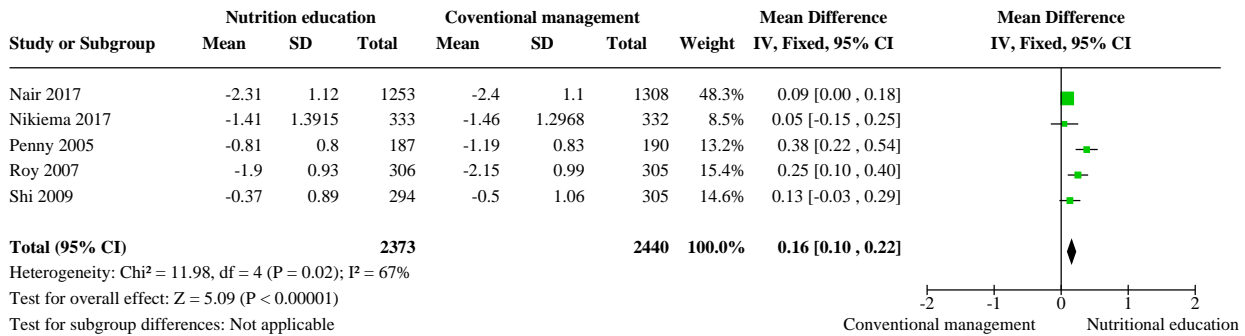 Nutrition education Coventional management Mean Difference Mean Difference
Study or Subgroup Mean SD Total Mean SD Total Weight IV, Fixed, 95% CI IV, Fixed, 95% CI
Nair 2017 -2.31 1.12 1253 -2.4 1.1 1308 48.3% 0.09 [0.00 , 0.18]
Nikiema 2017 -1.41 1.3915 333 -1.46 1.2968 332 8.5% 0.05 [-0.15 , 0.25]
Penny 2005 -0.81 0.8 187 -1.19 0.83 190 13.2% 0.38 [0.22 , 0.54]
Roy 2007 -1.9 0.93 306 -2.15 0.99 305 15.4% 0.25 [0.10 , 0.40]
Shi 2009 -0.37 0.89 294 -0.5 1.06 305 14.6% 0.13 [-0.03 , 0.29]
Total (95% CI) 2373 2440 100.0% 0.16 [0.10 , 0.22]
Heterogeneity: Chi² = 11.98, df = 4 (P = 0.02); I² = 67%
Test for overall effect: Z = 5.09 (P < 0.00001)
-2 -1 0 1 2
Test for subgroup differences: Not applicable
Coventional management Nutritional education